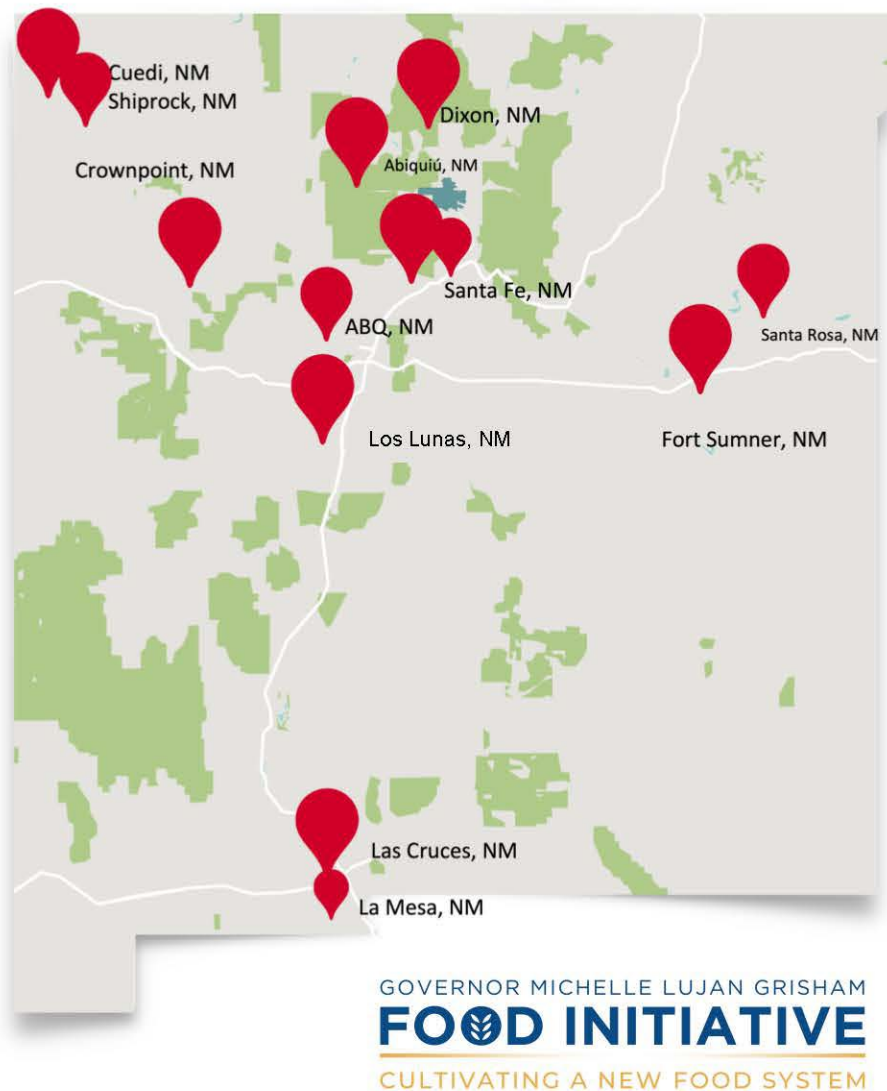 Cuedi, NM
Shiprock, NM
Dixon, NM
Abiquiú, NM
Crownpoint, NM
Santa Fe, NM
ABQ, NM
Santa Rosa, NM
Los Lunas, NM
Fort Sumner, NM
Las Cruces, NM
La Mesa, NM
GOVERNOR MICHELLE LUJAN GRISHAM
FOOD INITIATIVE
CULTIVATING A NEW FOOD SYSTEM